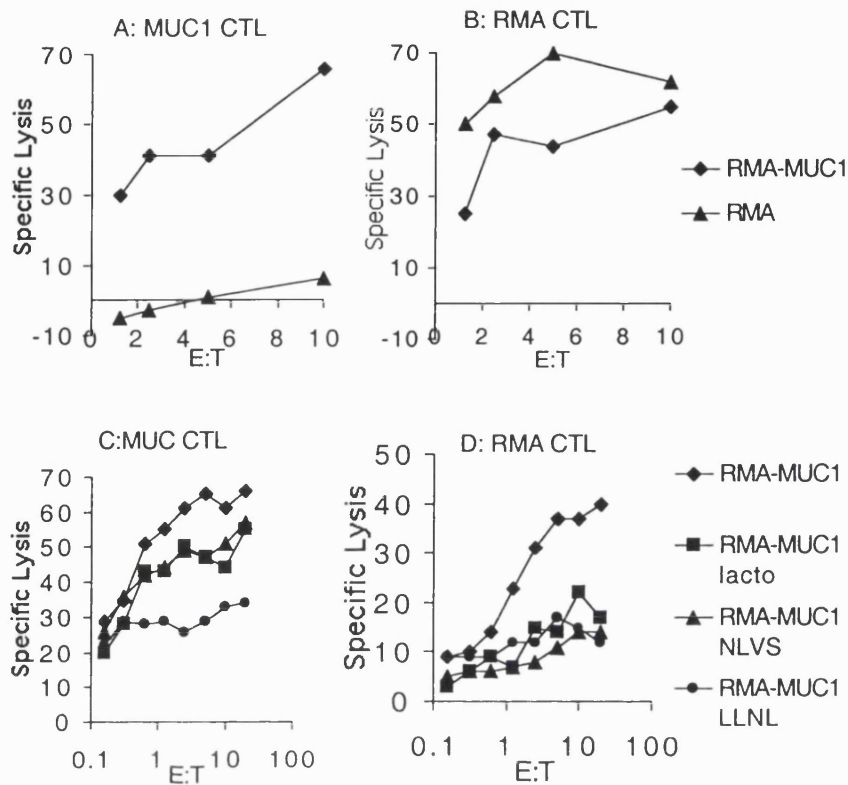 A: MUC1 CTL
70
50
30
10
-10
0
2
4
6
8
10
Specific Lysis
E:T
B: RMA CTL
70
50
30
10
-10
0
2
4
6
8
10
Specific Lysis
E:T
RMA-MUC1
RMA
C:MUC CTL
70
60
50
40
30
20
10
0
0.1
1
10
100
Specific Lysis
E:T
D: RMA CTL
50
40
30
20
10
0
0.1
1
10
100
Specific Lysis
E:T
RMA-MUC1
RMA-MUC1
lacto
RMA-MUC1
NLVS
RMA-MUC1
LLNL